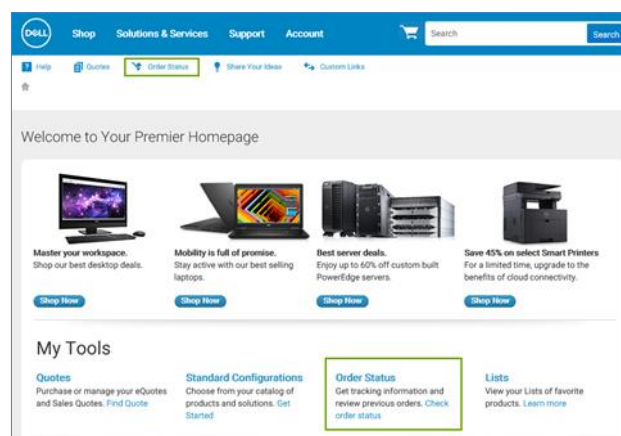 DELL Shop Solutions & Services Support Account Search Search
Help Quotes Order Status Share Your Ideas Custom Links
Welcome to Your Premier Homepage
Master your workspace.
Shop our best desktop deals.
Shop Now
Mobility is full of promise.
Stay active with our best selling
laptops.
Shop Now
Best server deals.
Enjoy up to 60% off custom built
PowerEdge servers.
Shop Now
Save 45% on select Smart Printers
For a limited time, upgrade to the
benefits of cloud connectivity.
Shop Now
My Tools
Quotes
Purchase or manage your eQuotes
and Sales Quotes. Find Quote
Standard Configurations
Choose from your catalog of
products and solutions. Get
Started
Order Status
Get tracking information and
review previous orders. Check
order status
Lists
View your Lists of favorite
products. Learn more